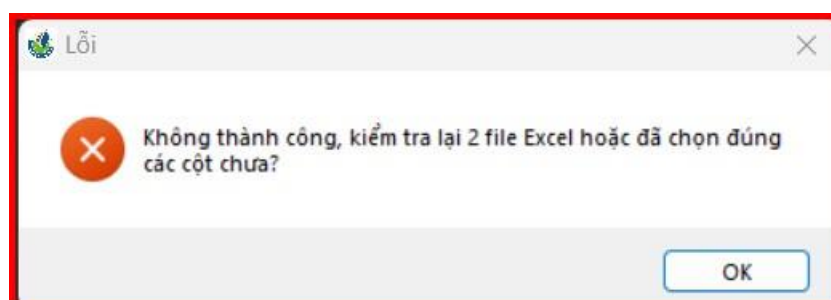 Lỗi
Không thành công, kiểm tra lại 2 file Excel hoặc đã chọn đúng
các cột chưa?
OK